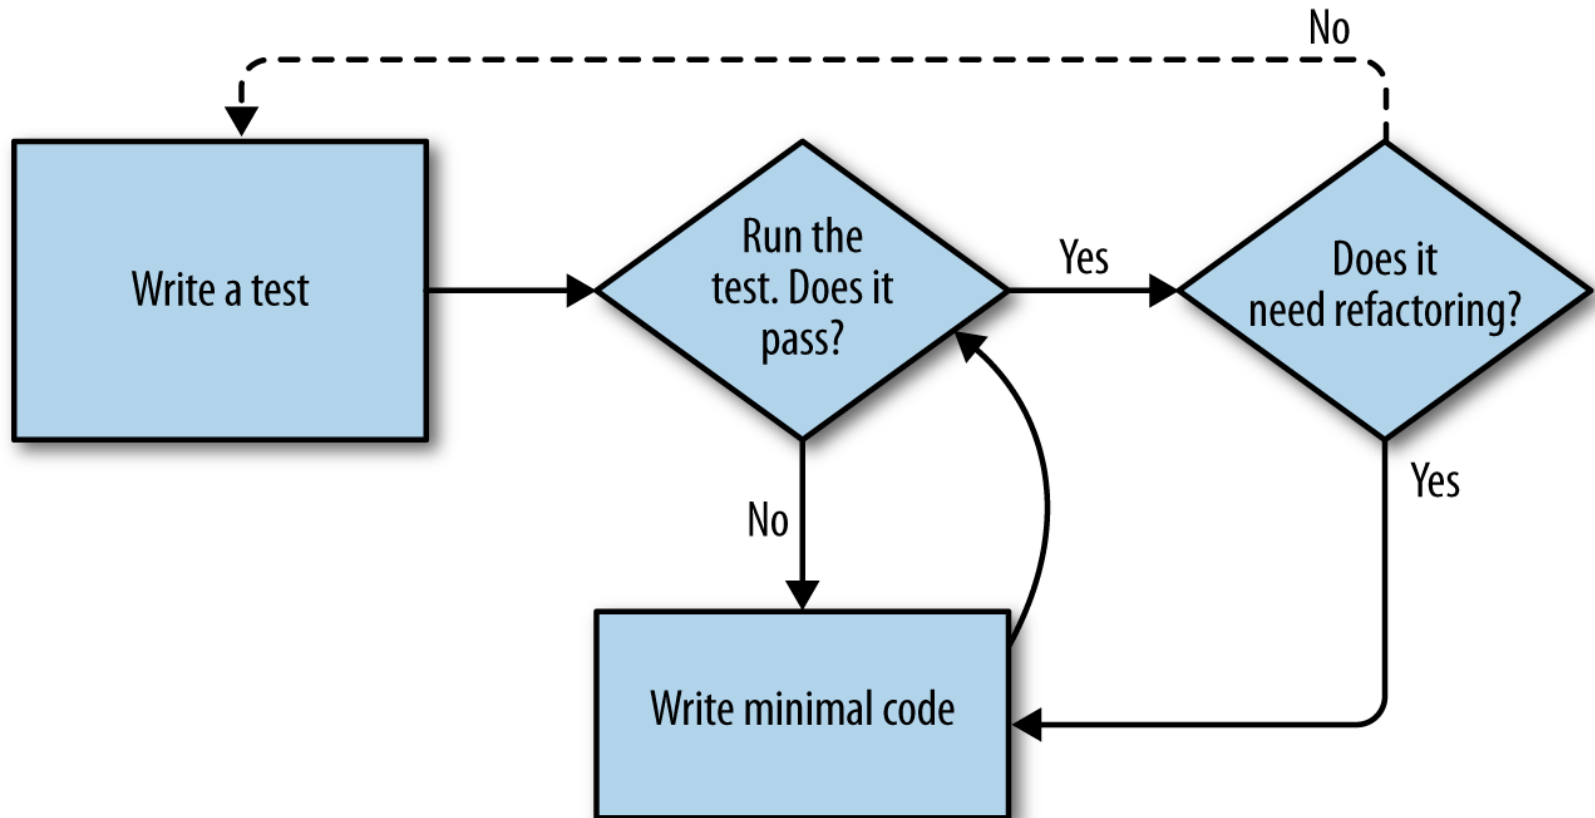 No
Write a test
Run the
test. Does it
pass?
Yes
Does it
need refactoring?
No
Yes
Write minimal code